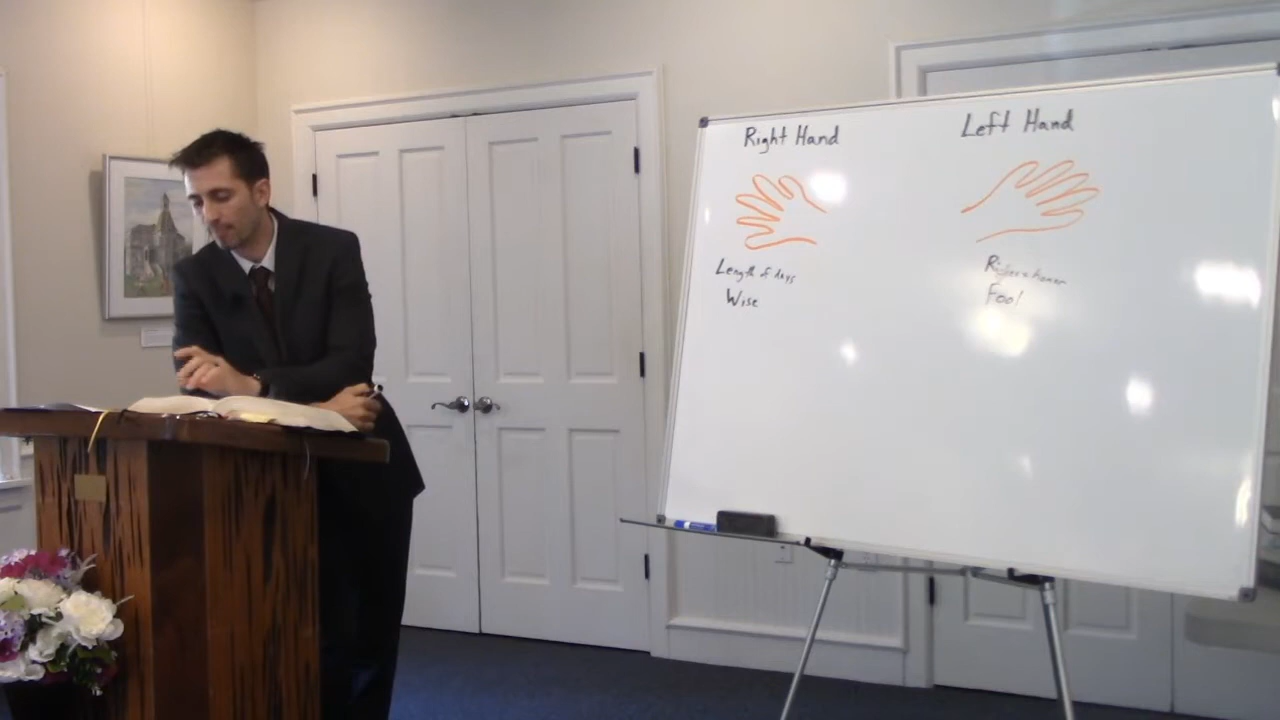 Right Hand
Left Hand
Length of days
Wise
Riches + honor
Fool